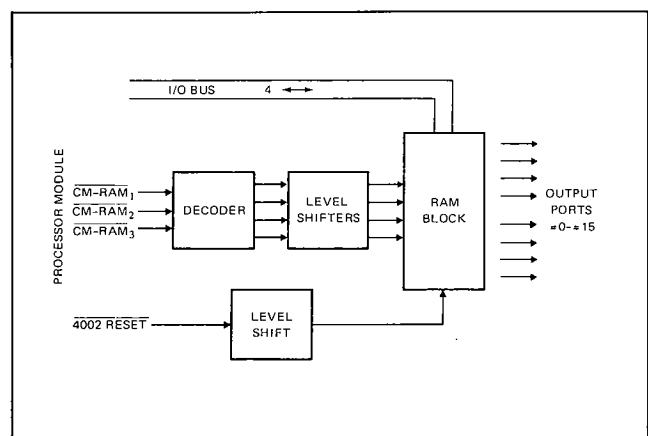 I/O BUS 4
PROCESSOR MODULE
CM-RAM1
CM-RAM2
CM-RAM3
DECODER
LEVEL
SHIFTERS
RAM
BLOCK
OUTPUT
PORTS
#0-#15
4002 RESET
LEVEL
SHIFT